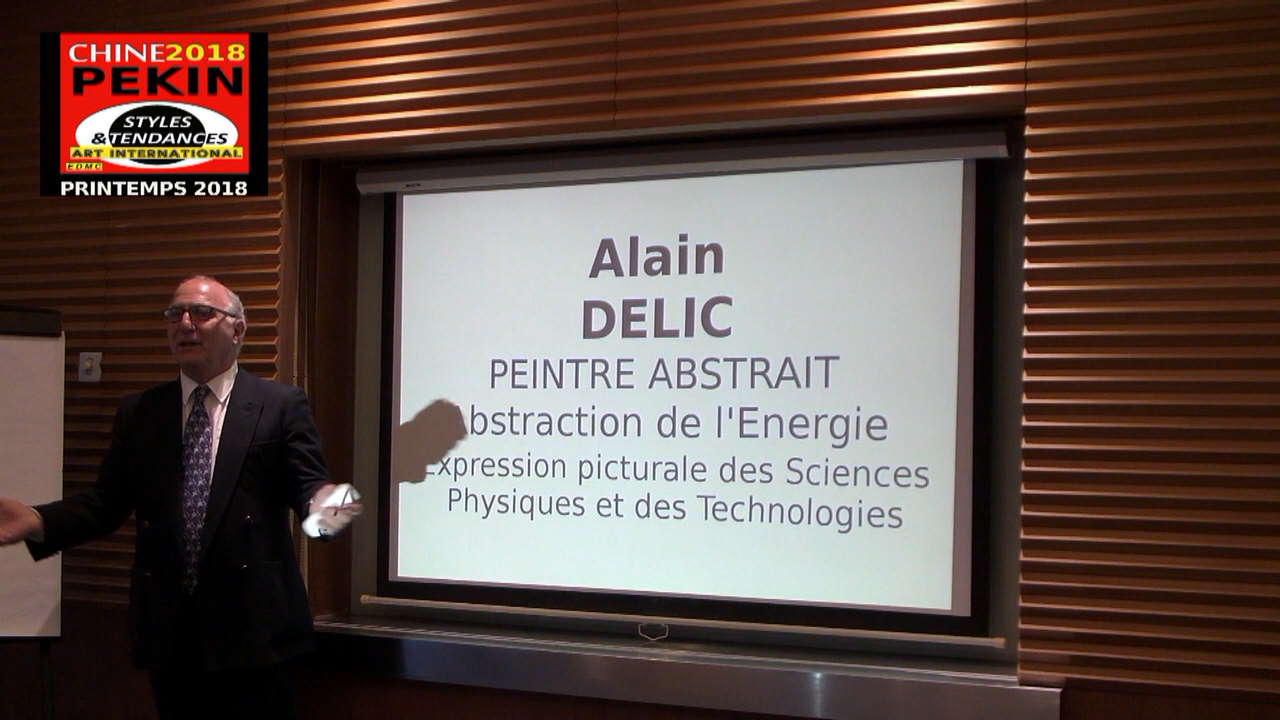 CHINE2018
PEKIN
STYLES
&TENDANCES
ART INTERNATIONAL
EDMC
PRINTEMPS 2018
Alain
DELIC
PEINTRE ABSTRAIT
bstraction de l'Energie
Expression picturale des Sciences
Physiques et des Technologies